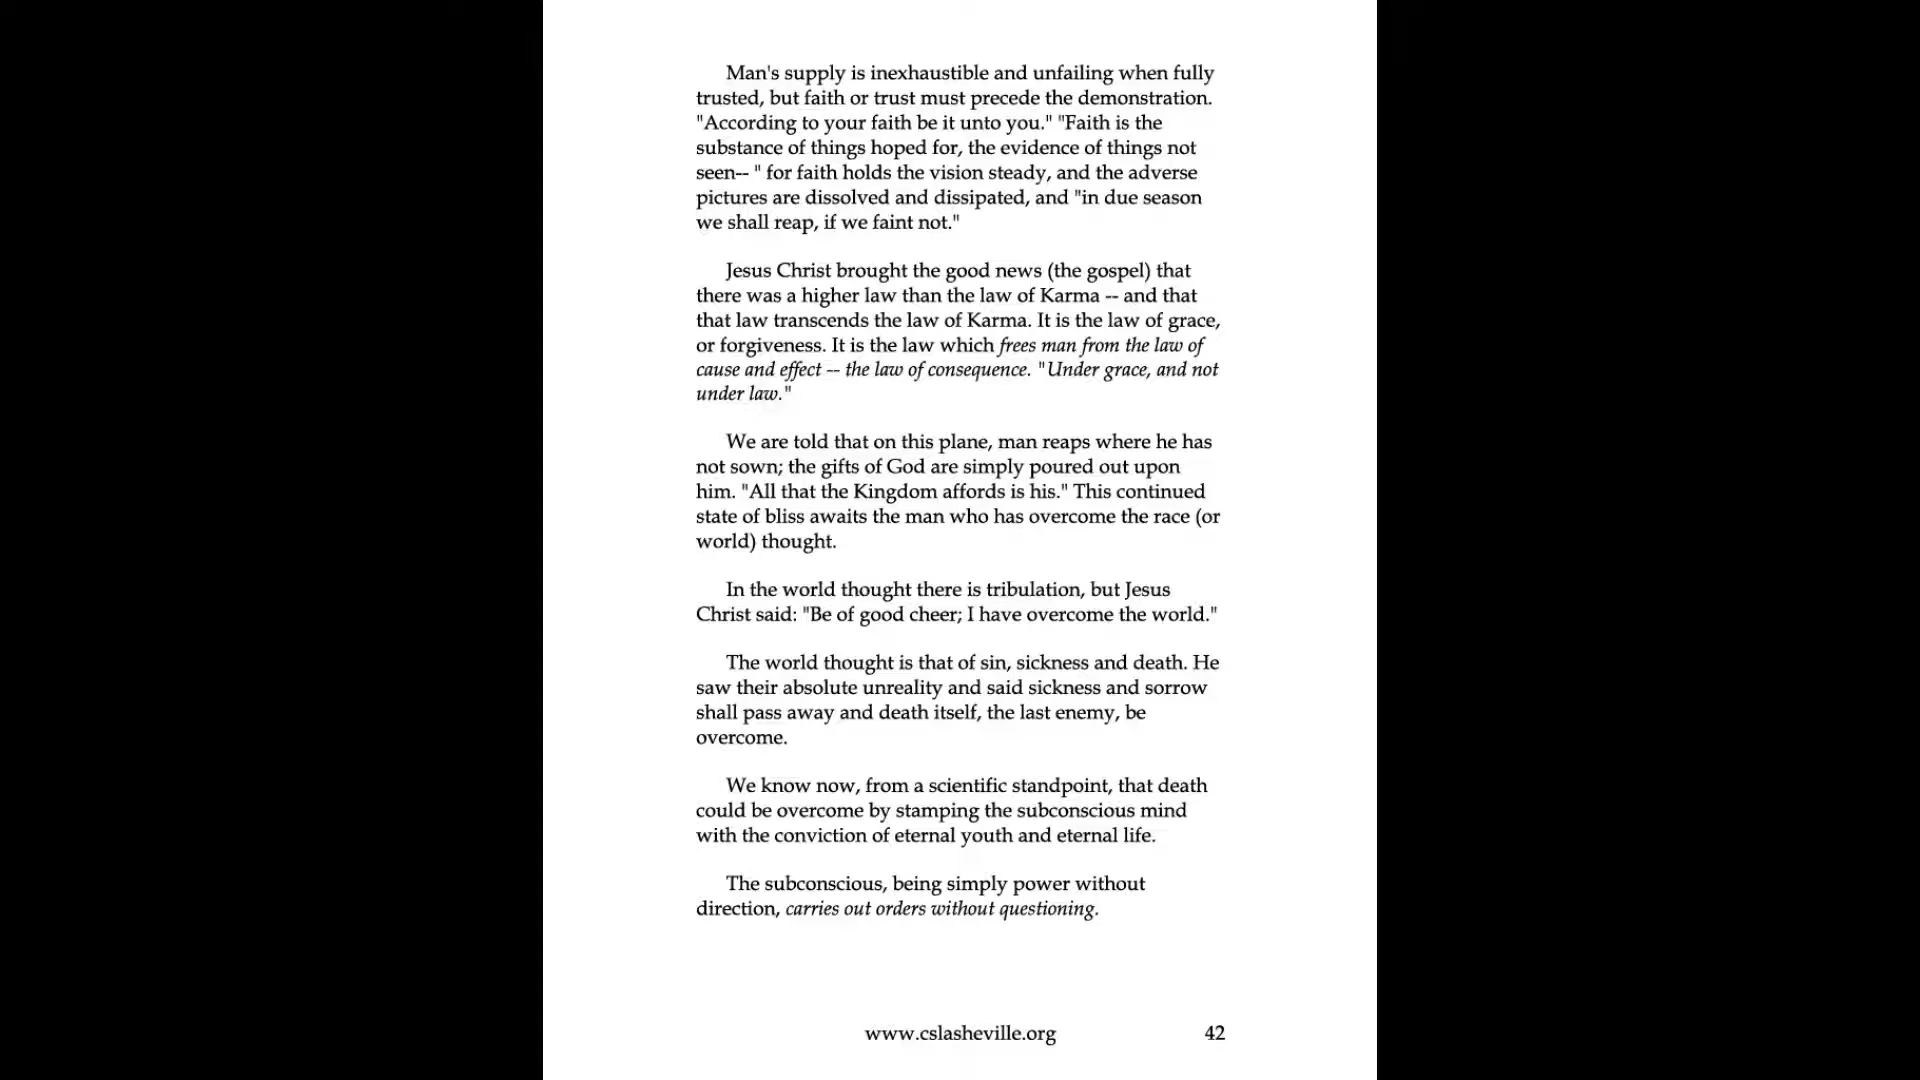 Man's supply is inexhaustible and unfailing when fully
trusted, but faith or trust must precede the demonstration.
"According to your faith be it unto you." "Faith is the
substance of things hoped for, the evidence of things not
seen-- " for faith holds the vision steady, and the adverse
pictures are dissolved and dissipated, and "in due season
we shall reap, if we faint not."
Jesus Christ brought the good news (the gospel) that
there was a higher law than the law of Karma -- and that
that law transcends the law of Karma. It is the law of grace,
or forgiveness. It is the law which frees man from the law of
cause and effect -- the law of consequence. "Under grace, and not
under law."
We are told that on this plane, man reaps where he has
not sown; the gifts of God are simply poured out upon
him. "All that the Kingdom affords is his." This continued
state of bliss awaits the man who has overcome the race (or
world) thought.
In the world thought there is tribulation, but Jesus
Christ said: "Be of good cheer; I have overcome the world."
The world thought is that of sin, sickness and death. He
saw their absolute unreality and said sickness and sorrow
shall pass away and death itself, the last enemy, be
overcome.
We know now, from a scientific standpoint, that death
could be overcome by stamping the subconscious mind
with the conviction of eternal youth and eternal life.
The subconscious, being simply power without
direction, carries out orders without questioning.
www.cslasheville.org 42